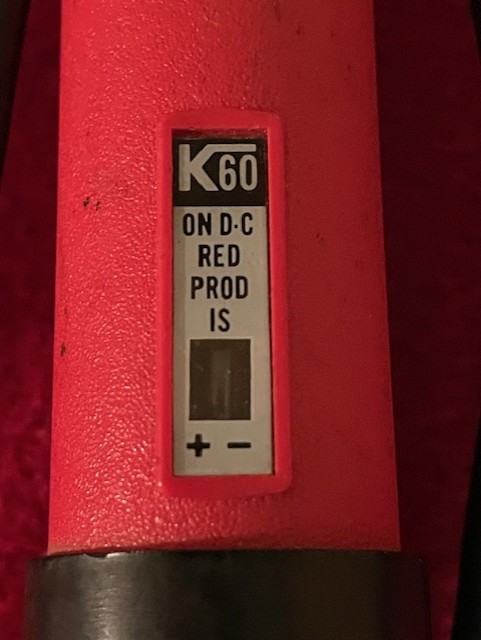 K60
ON D·C
RED
PROD
IS
+ −